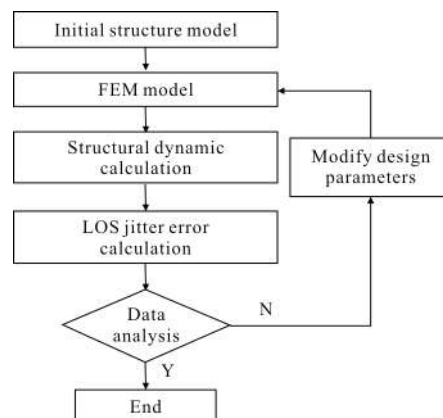 Initial structure model
FEM model
Structural dynamic
calculation
Modify design
parameters
LOS jitter error
calculation
Data
analysis
N
Y
End